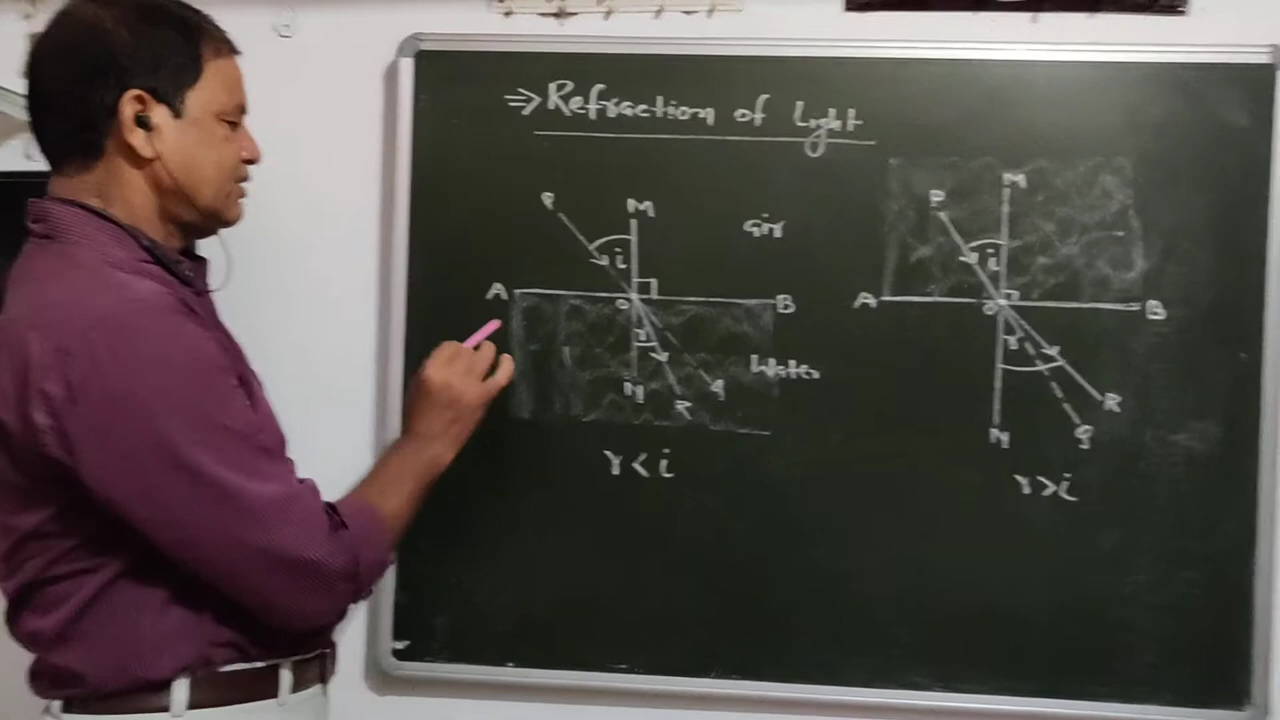 ⇒ Refraction of Light
P
M
air
i
A
B
o
r
Water
N
R
q
r<i
P
M
i
A
B
o
r
R
N
q
r>i